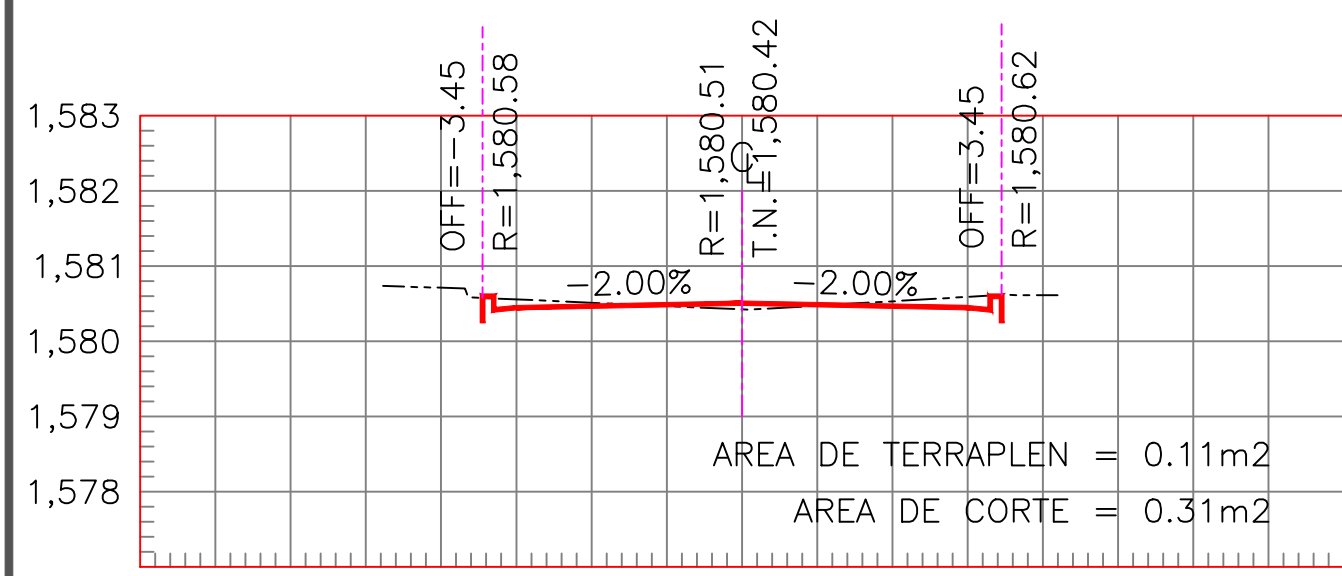 OFF=-3.45
R=1,580.58
R=1,580.51
T.N.=1,580.42
CL
OFF=3.45
R=1,580.62
1,583
1,582
1,581
1,580
1,579
1,578
-2.00%
-2.00%
AREA DE TERRAPLEN = 0.11m2
AREA DE CORTE = 0.31m2